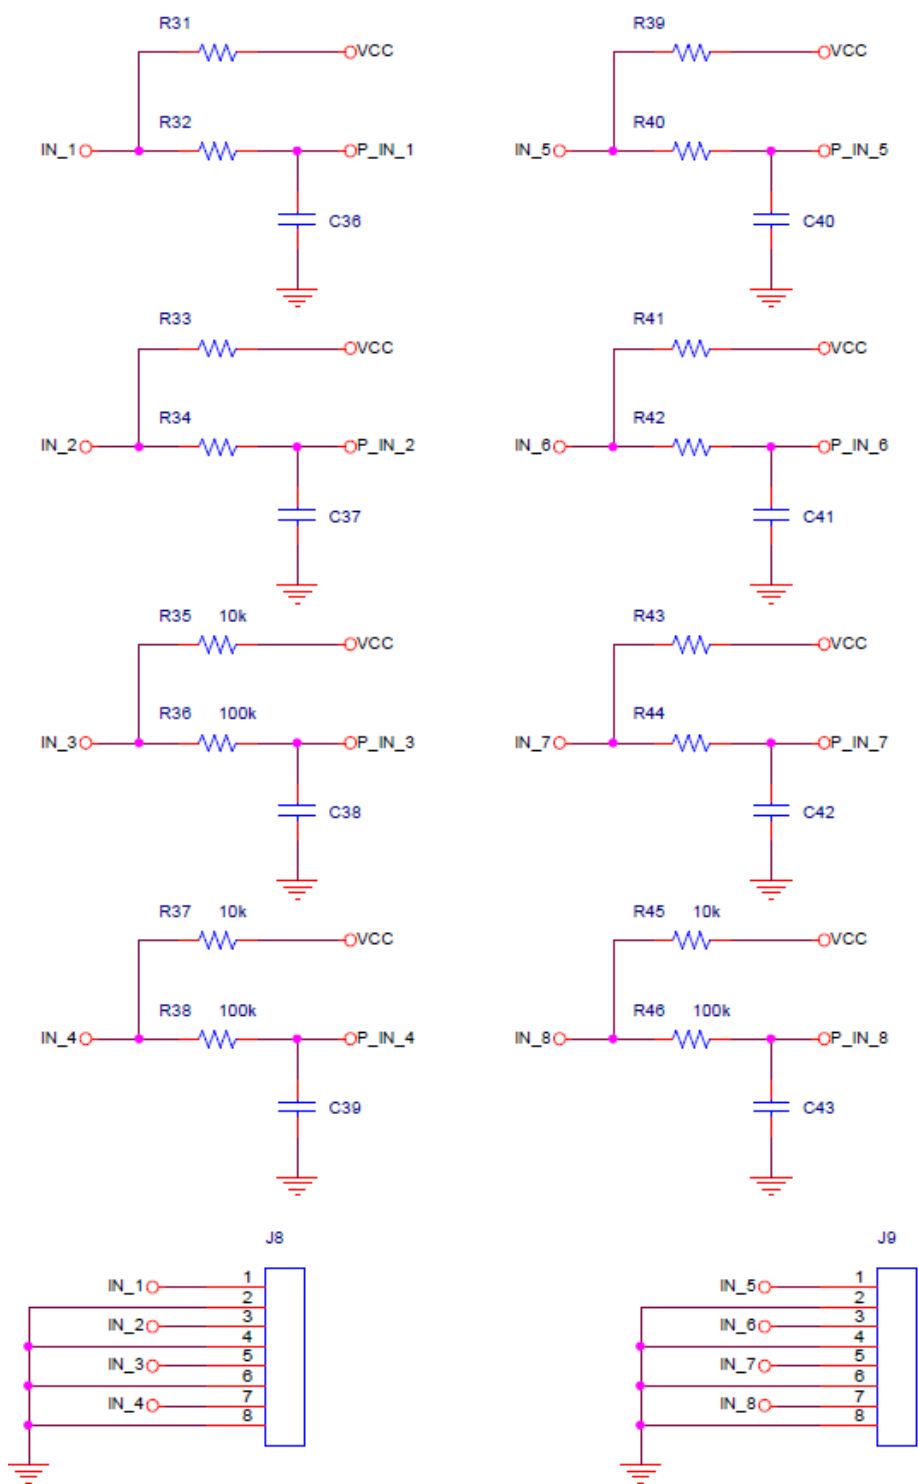 R31
VCC
R32
IN_1
P_IN_1
C36
R33
VCC
R34
IN_2
P_IN_2
C37
R35 10k
VCC
R36 100k
IN_3
P_IN_3
C38
R37 10k
VCC
R38 100k
IN_4
P_IN_4
C39
R39
VCC
R40
IN_5
P_IN_5
C40
R41
VCC
R42
IN_6
P_IN_6
C41
R43
VCC
R44
IN_7
P_IN_7
C42
R45 10k
VCC
R46 100k
IN_8
P_IN_8
C43
J8
IN_1 1
2
IN_2 3
4
IN_3 5
6
IN_4 7
8
J9
IN_5 1
2
IN_6 3
4
IN_7 5
6
IN_8 7
8